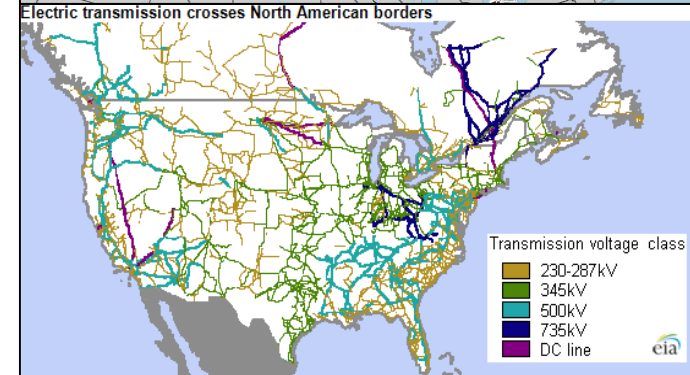 Electric transmission crosses North American borders
Transmission voltage class
230-287kV
345kV
500kV
735kV
DC line
eia